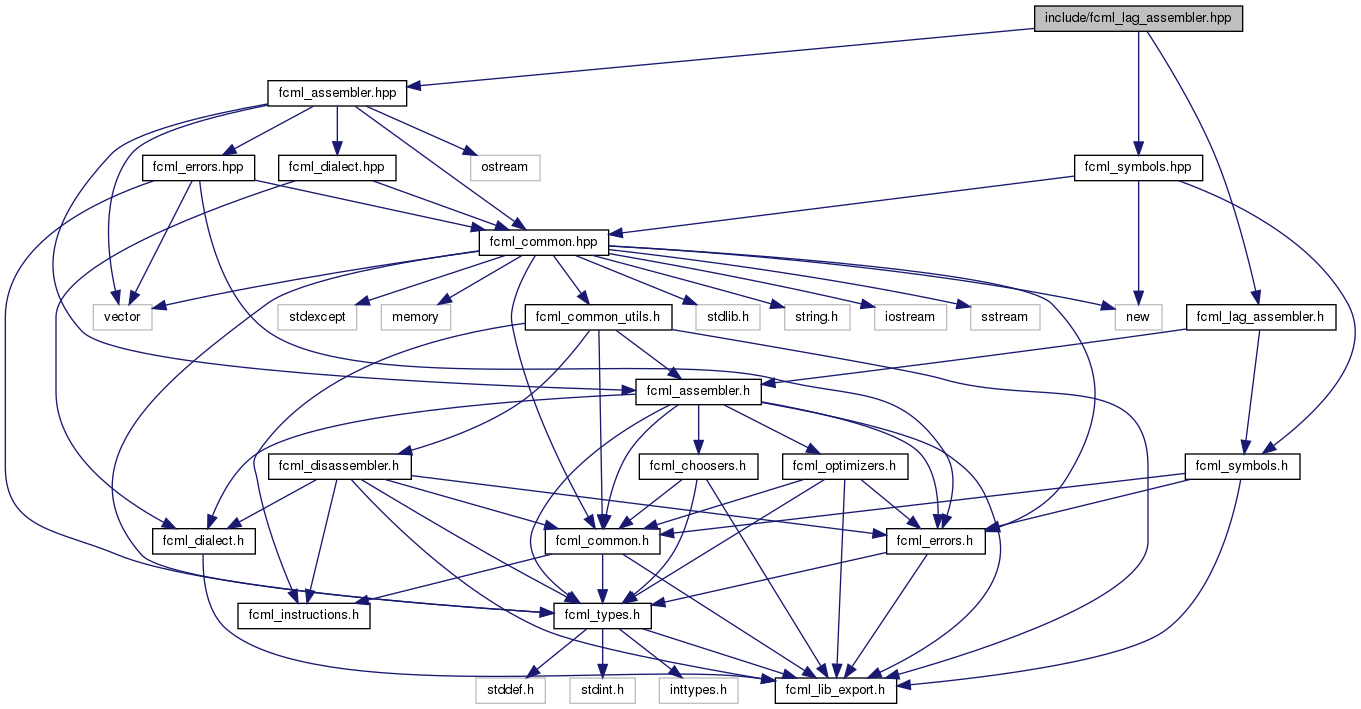 include/fcml_lag_assembler.hpp
fcml_assembler.hpp
fcml_errors.hpp
fcml_dialect.hpp
ostream
fcml_symbols.hpp
fcml_common.hpp
vector
stdexcept
memory
fcml_common_utils.h
stdlib.h
string.h
iostream
sstream
new
fcml_lag_assembler.h
fcml_assembler.h
fcml_disassembler.h
fcml_choosers.h
fcml_optimizers.h
fcml_symbols.h
fcml_dialect.h
fcml_common.h
fcml_errors.h
fcml_instructions.h
fcml_types.h
stddef.h
stdint.h
inttypes.h
fcml_lib_export.h